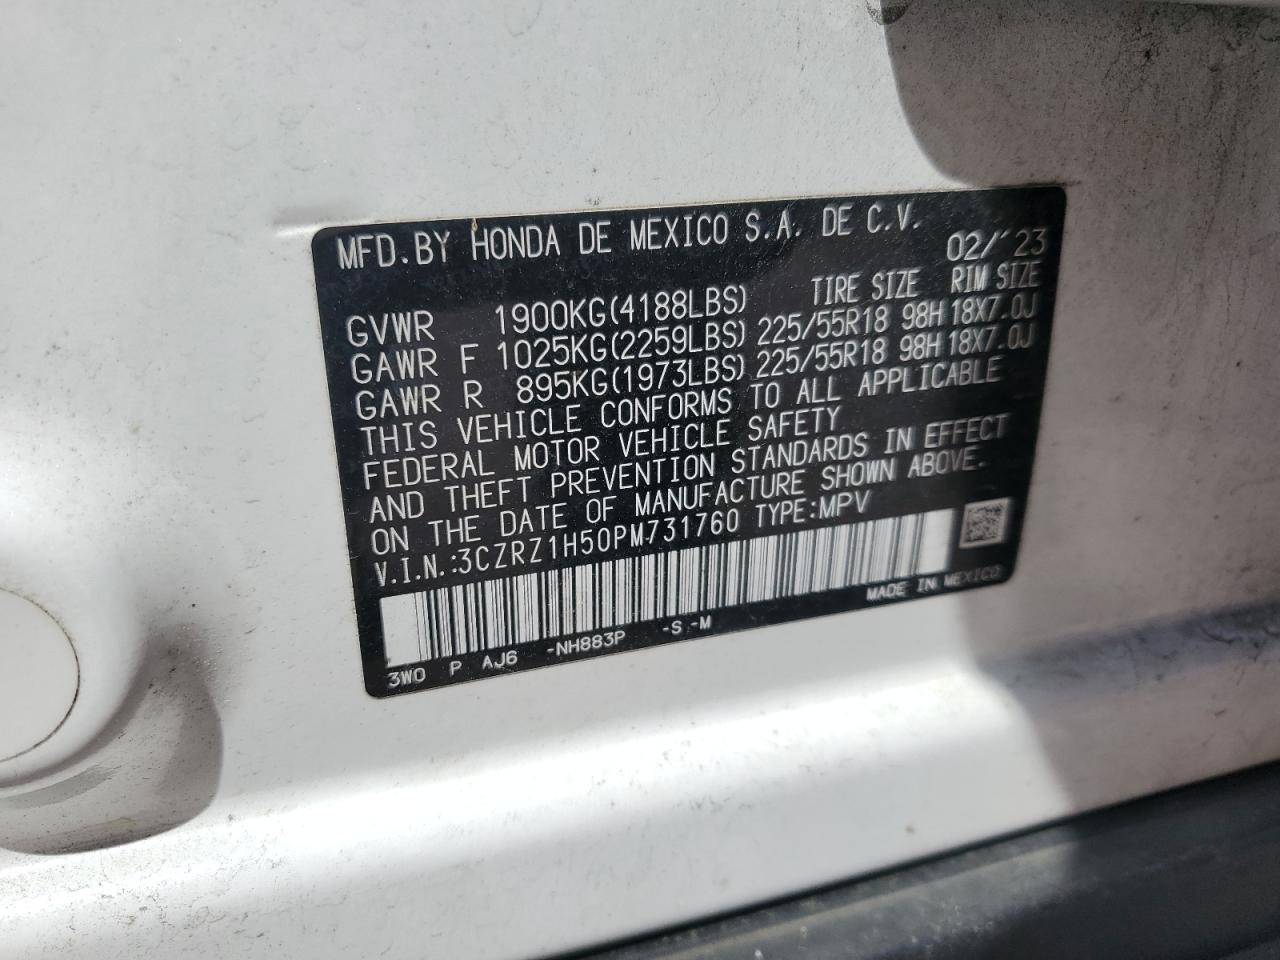 MFD.BY HONDA DE MEXICO S.A. DE C.V.
02/'23
TIRE SIZE RIM SIZE
GVWR 1900KG(4188LBS)
GAWR F 1025KG(2259LBS) 225/55R18 98H 18X7.0J
GAWR R 895KG(1973LBS) 225/55R18 98H 18X7.0J
THIS VEHICLE CONFORMS TO ALL APPLICABLE
FEDERAL MOTOR VEHICLE SAFETY
AND THEFT PREVENTION STANDARDS IN EFFECT
ON THE DATE OF MANUFACTURE SHOWN ABOVE.
V.I.N.:3CZRZ1H50PM731760 TYPE:MPV
MADE IN MEXICO
3W0 P AJ6 -NH883P -S -M